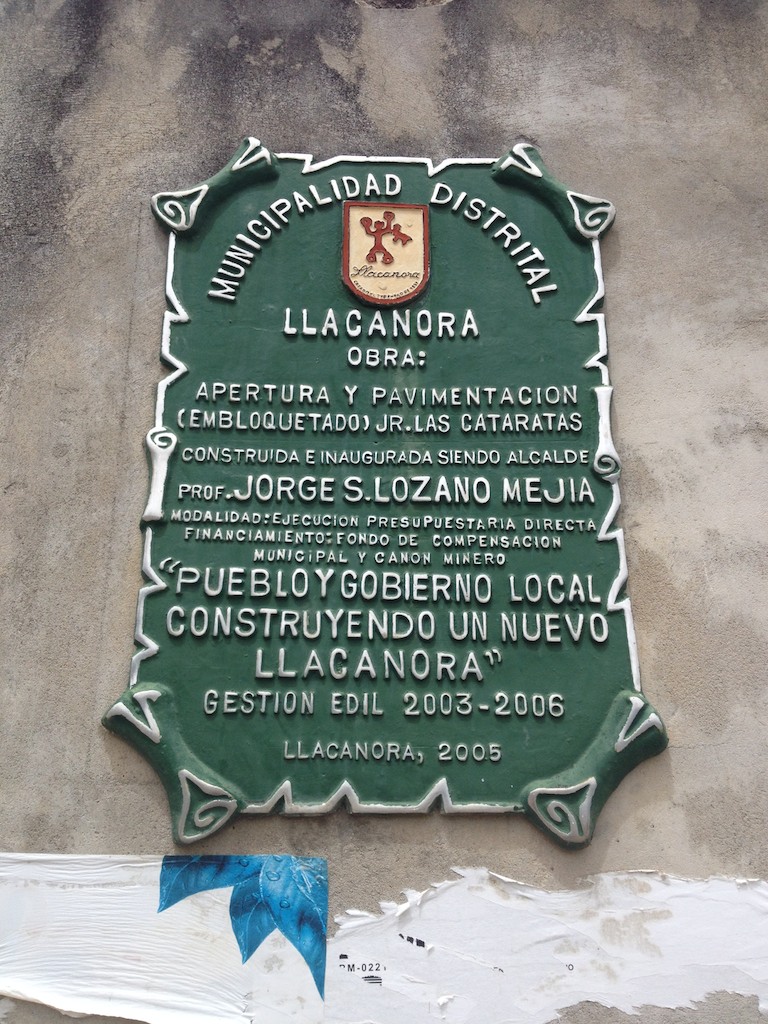 MUNICIPALIDAD DISTRITAL
Llacanora
LLACANORA
OBRA:
APERTURA Y PAVIMENTACION
(EMBLOQUETADO) JR. LAS CATARATAS
CONSTRUIDA E INAUGURADA SIENDO ALCALDE
PROF. JORGE S. LOZANO MEJIA
MODALIDAD: EJECUCION PRESUPUESTARIA DIRECTA
FINANCIAMIENTO: FONDO DE COMPENSACION
MUNICIPAL Y CANON MINERO
"PUEBLO Y GOBIERNO LOCAL
CONSTRUYENDO UN NUEVO
LLACANORA"
GESTION EDIL 2003-2006
LLACANORA, 2005